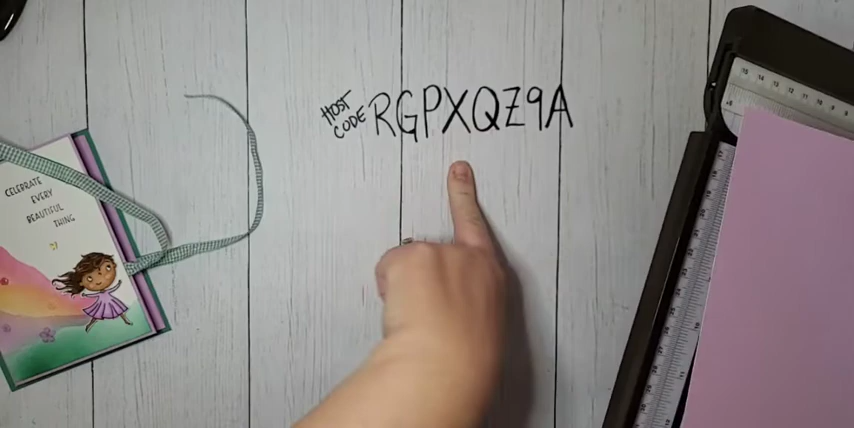 HOST
CODE
RGPXQZ9A
CELEBRATE
EVERY
BEAUTIFUL
THING